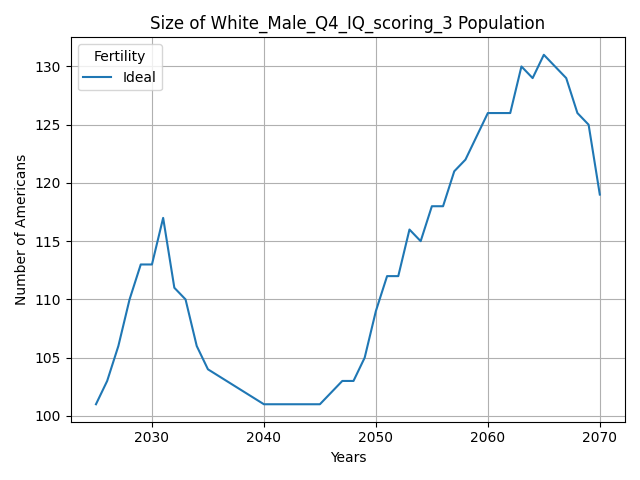 Size of White_Male_Q4_IQ_scoring_3 Population
Fertility
Ideal
Number of Americans
130
125
120
115
110
105
100
2030 2040 2050 2060 2070
Years